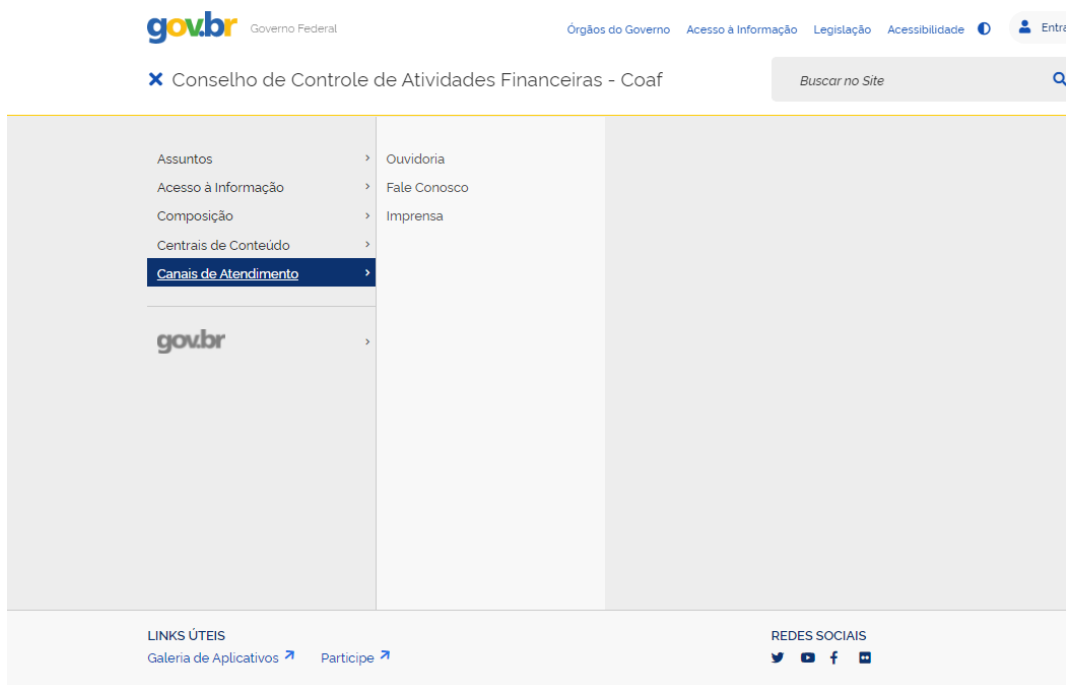 gov.br Governo Federal Órgãos do Governo Acesso à Informação Legislação Acessibilidade Entra
Conselho de Controle de Atividades Financeiras - Coaf Buscar no Site
Assuntos
Acesso à Informação
Composição
Centrais de Conteúdo
Canais de Atendimento
gov.br
Ouvidoria
Fale Conosco
Imprensa
LINKS ÚTEIS
Galeria de Aplicativos Participe
REDES SOCIAIS